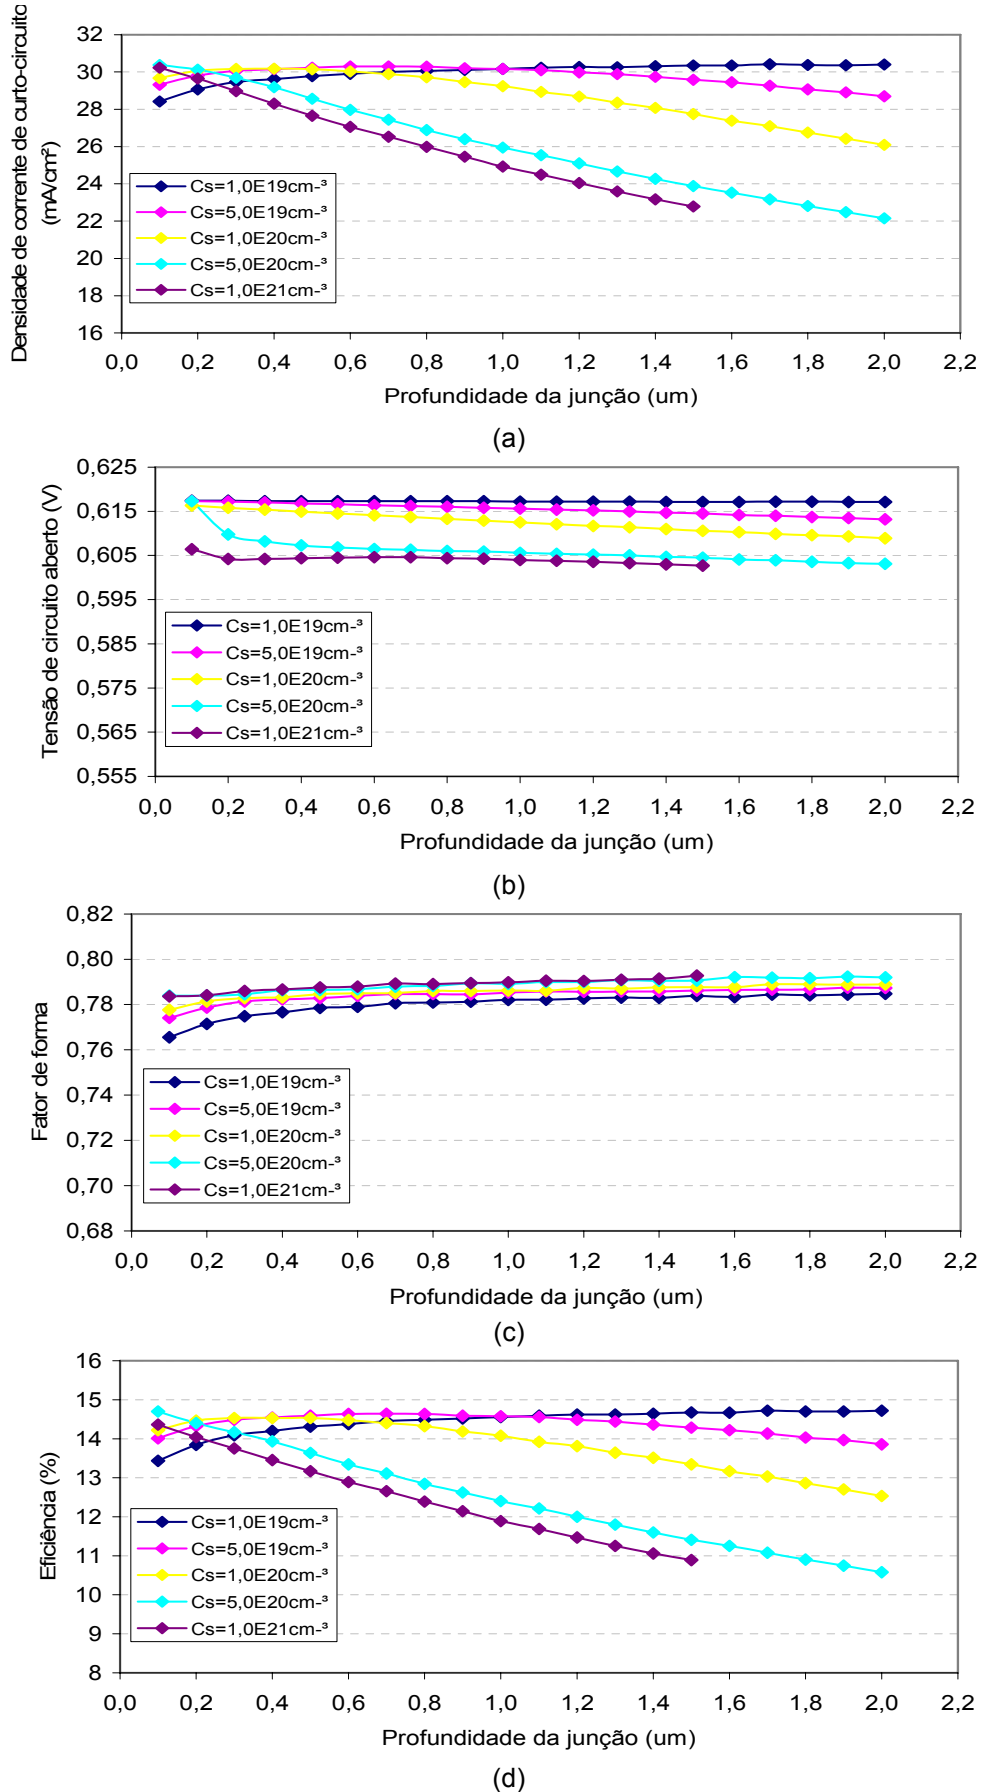 Densidade de corrente de curto-circuito
(mA/cm²)
32
30
28
26
24
22
20
18
16
Cs=1,0E19cm-³
Cs=5,0E19cm-³
Cs=1,0E20cm-³
Cs=5,0E20cm-³
Cs=1,0E21cm-³
0,0 0,2 0,4 0,6 0,8 1,0 1,2 1,4 1,6 1,8 2,0 2,2
Profundidade da junção (um)
(a)
Tensão de circuito aberto (V)
0,625
0,615
0,605
0,595
0,585
0,575
0,565
0,555
Cs=1,0E19cm-³
Cs=5,0E19cm-³
Cs=1,0E20cm-³
Cs=5,0E20cm-³
Cs=1,0E21cm-³
0,0 0,2 0,4 0,6 0,8 1,0 1,2 1,4 1,6 1,8 2,0 2,2
Profundidade da junção (um)
(b)
Fator de forma
0,82
0,80
0,78
0,76
0,74
0,72
0,70
0,68
Cs=1,0E19cm-³
Cs=5,0E19cm-³
Cs=1,0E20cm-³
Cs=5,0E20cm-³
Cs=1,0E21cm-³
0,0 0,2 0,4 0,6 0,8 1,0 1,2 1,4 1,6 1,8 2,0 2,2
Profundidade da junção (um)
(c)
Eficiência (%)
16
15
14
13
12
11
10
9
8
Cs=1,0E19cm-³
Cs=5,0E19cm-³
Cs=1,0E20cm-³
Cs=5,0E20cm-³
Cs=1,0E21cm-³
0,0 0,2 0,4 0,6 0,8 1,0 1,2 1,4 1,6 1,8 2,0 2,2
Profundidade da junção (um)
(d)